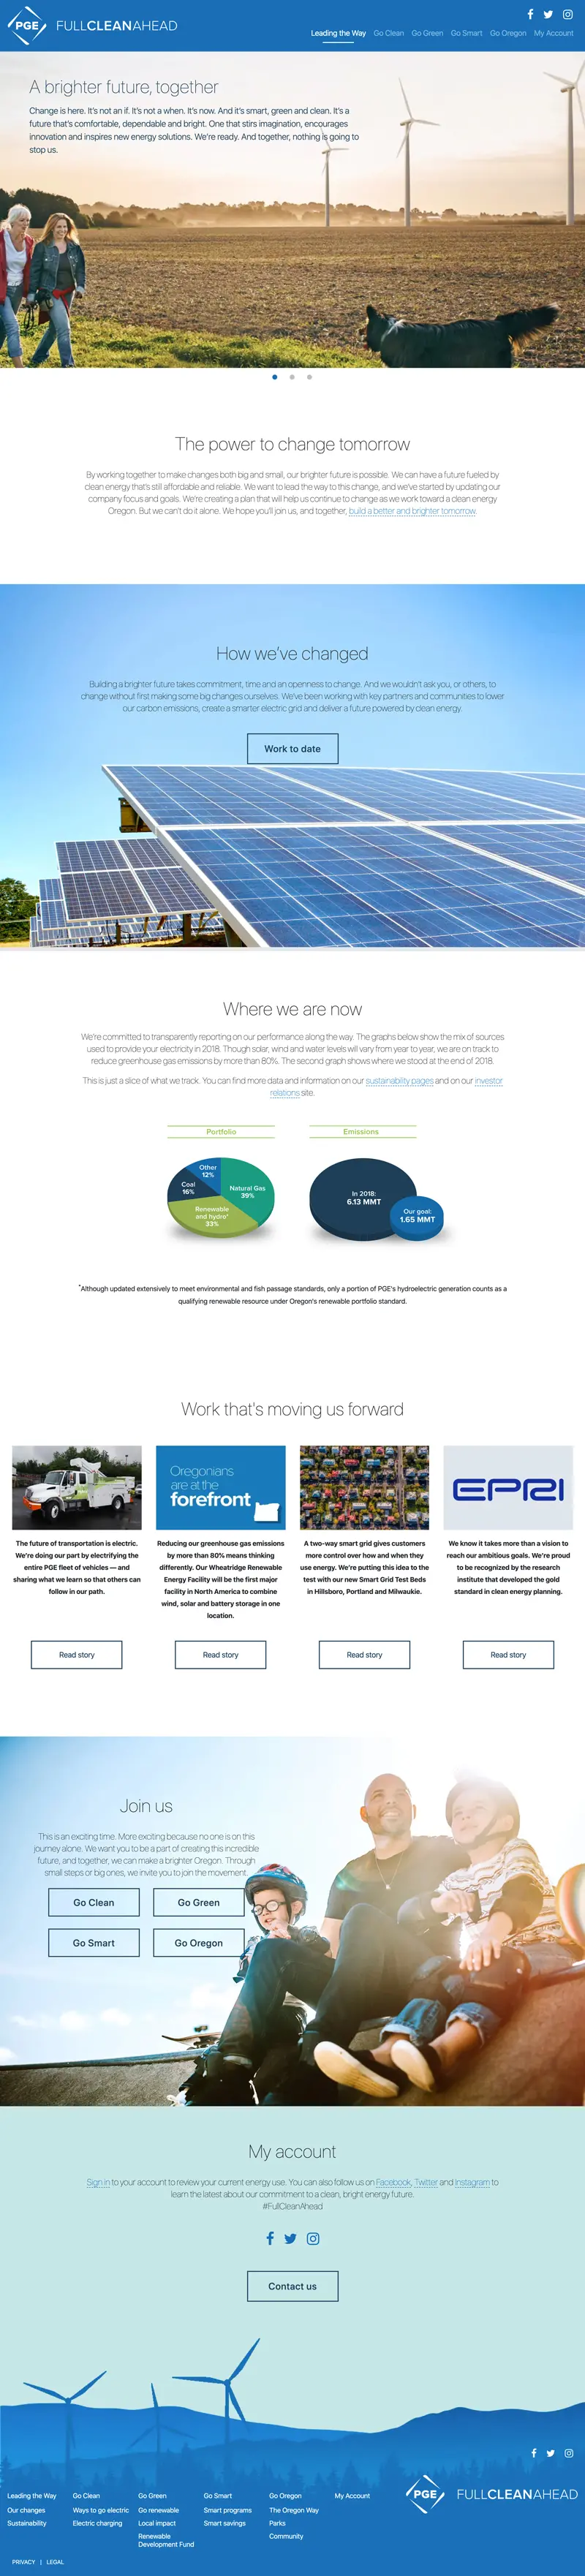 PGE FULLCLEANAHEAD
Leading the Way Go Clean Go Green Go Smart Go Oregon My Account
A brighter future, together
Change is here. It's not an if. It's not a when. It's now. And it's smart, green and clean. It's a
future that's comfortable, dependable and bright. One that stirs imagination, encourages
innovation and inspires new energy solutions. We're ready. And together, nothing is going to
stop us.
The power to change tomorrow
By working together to make changes both big and small, our brighter future is possible. We can have a future fueled by
clean energy that's still affordable and reliable. We want to lead the way to this change, and we've started by updating our
company focus and goals. We're creating a plan that will help us continue to change as we work toward a clean energy
Oregon. But we can't do it alone. We hope you'll join us, and together, build a better and brighter tomorrow.
How we've changed
Building a brighter future takes commitment, time and an openness to change. And we wouldn't ask you, or others, to
change without first making some big changes ourselves. We've been working with key partners and communities to lower
our carbon emissions, create a smarter electric grid and deliver a future powered by clean energy.
Work to date
Where we are now
We're committed to transparently reporting on our performance along the way. The graphs below show the mix of sources
used to provide your electricity in 2018. Though solar, wind and water levels will vary from year to year, we are on track to
reduce greenhouse gas emissions by more than 80%. The second graph shows where we stood at the end of 2018.
This is just a slice of what we track. You can find more data and information on our sustainability pages and on our investor
relations site.
Portfolio
Other
12%
Coal
16%
Natural Gas
39%
Renewable
and hydro*
33%
Emissions
In 2018:
6.13 MMT
Our goal:
1.65 MMT
*Although updated extensively to meet environmental and fish passage standards, only a portion of PGE's hydroelectric generation counts as a
qualifying renewable resource under Oregon's renewable portfolio standard.
Work that's moving us forward
The future of transportation is electric.
We're doing our part by electrifying the
entire PGE fleet of vehicles — and
sharing what we learn so that others can
follow in our path.
Read story
Oregonians
are at the
forefront
Reducing our greenhouse gas emissions
by more than 80% means thinking
differently. Our Wheatridge Renewable
Energy Facility will be the first major
facility in North America to combine
wind, solar and battery storage in one
location.
Read story
A two-way smart grid gives customers
more control over how and when they
use energy. We're putting this idea to the
test with our new Smart Grid Test Beds
in Hillsboro, Portland and Milwaukie.
Read story
EPRI
We know it takes more than a vision to
reach our ambitious goals. We're proud
to be recognized by the research
institute that developed the gold
standard in clean energy planning.
Read story
Join us
This is an exciting time. More exciting because no one is on this
journey alone. We want you to be a part of creating this incredible
future, and together, we can make a brighter Oregon. Through
small steps or big ones, we invite you to join the movement.
Go Clean Go Green
Go Smart Go Oregon
My account
Sign in to your account to review your current energy use. You can also follow us on Facebook, Twitter and Instagram to
learn the latest about our commitment to a clean, bright energy future.
#FullCleanAhead
Contact us
Leading the Way
Our changes
Sustainability
Go Clean
Ways to go electric
Electric charging
Go Green
Go renewable
Local impact
Renewable
Development Fund
Go Smart
Smart programs
Smart savings
Go Oregon
The Oregon Way
Parks
Community
My Account
PGE FULLCLEANAHEAD
PRIVACY | LEGAL